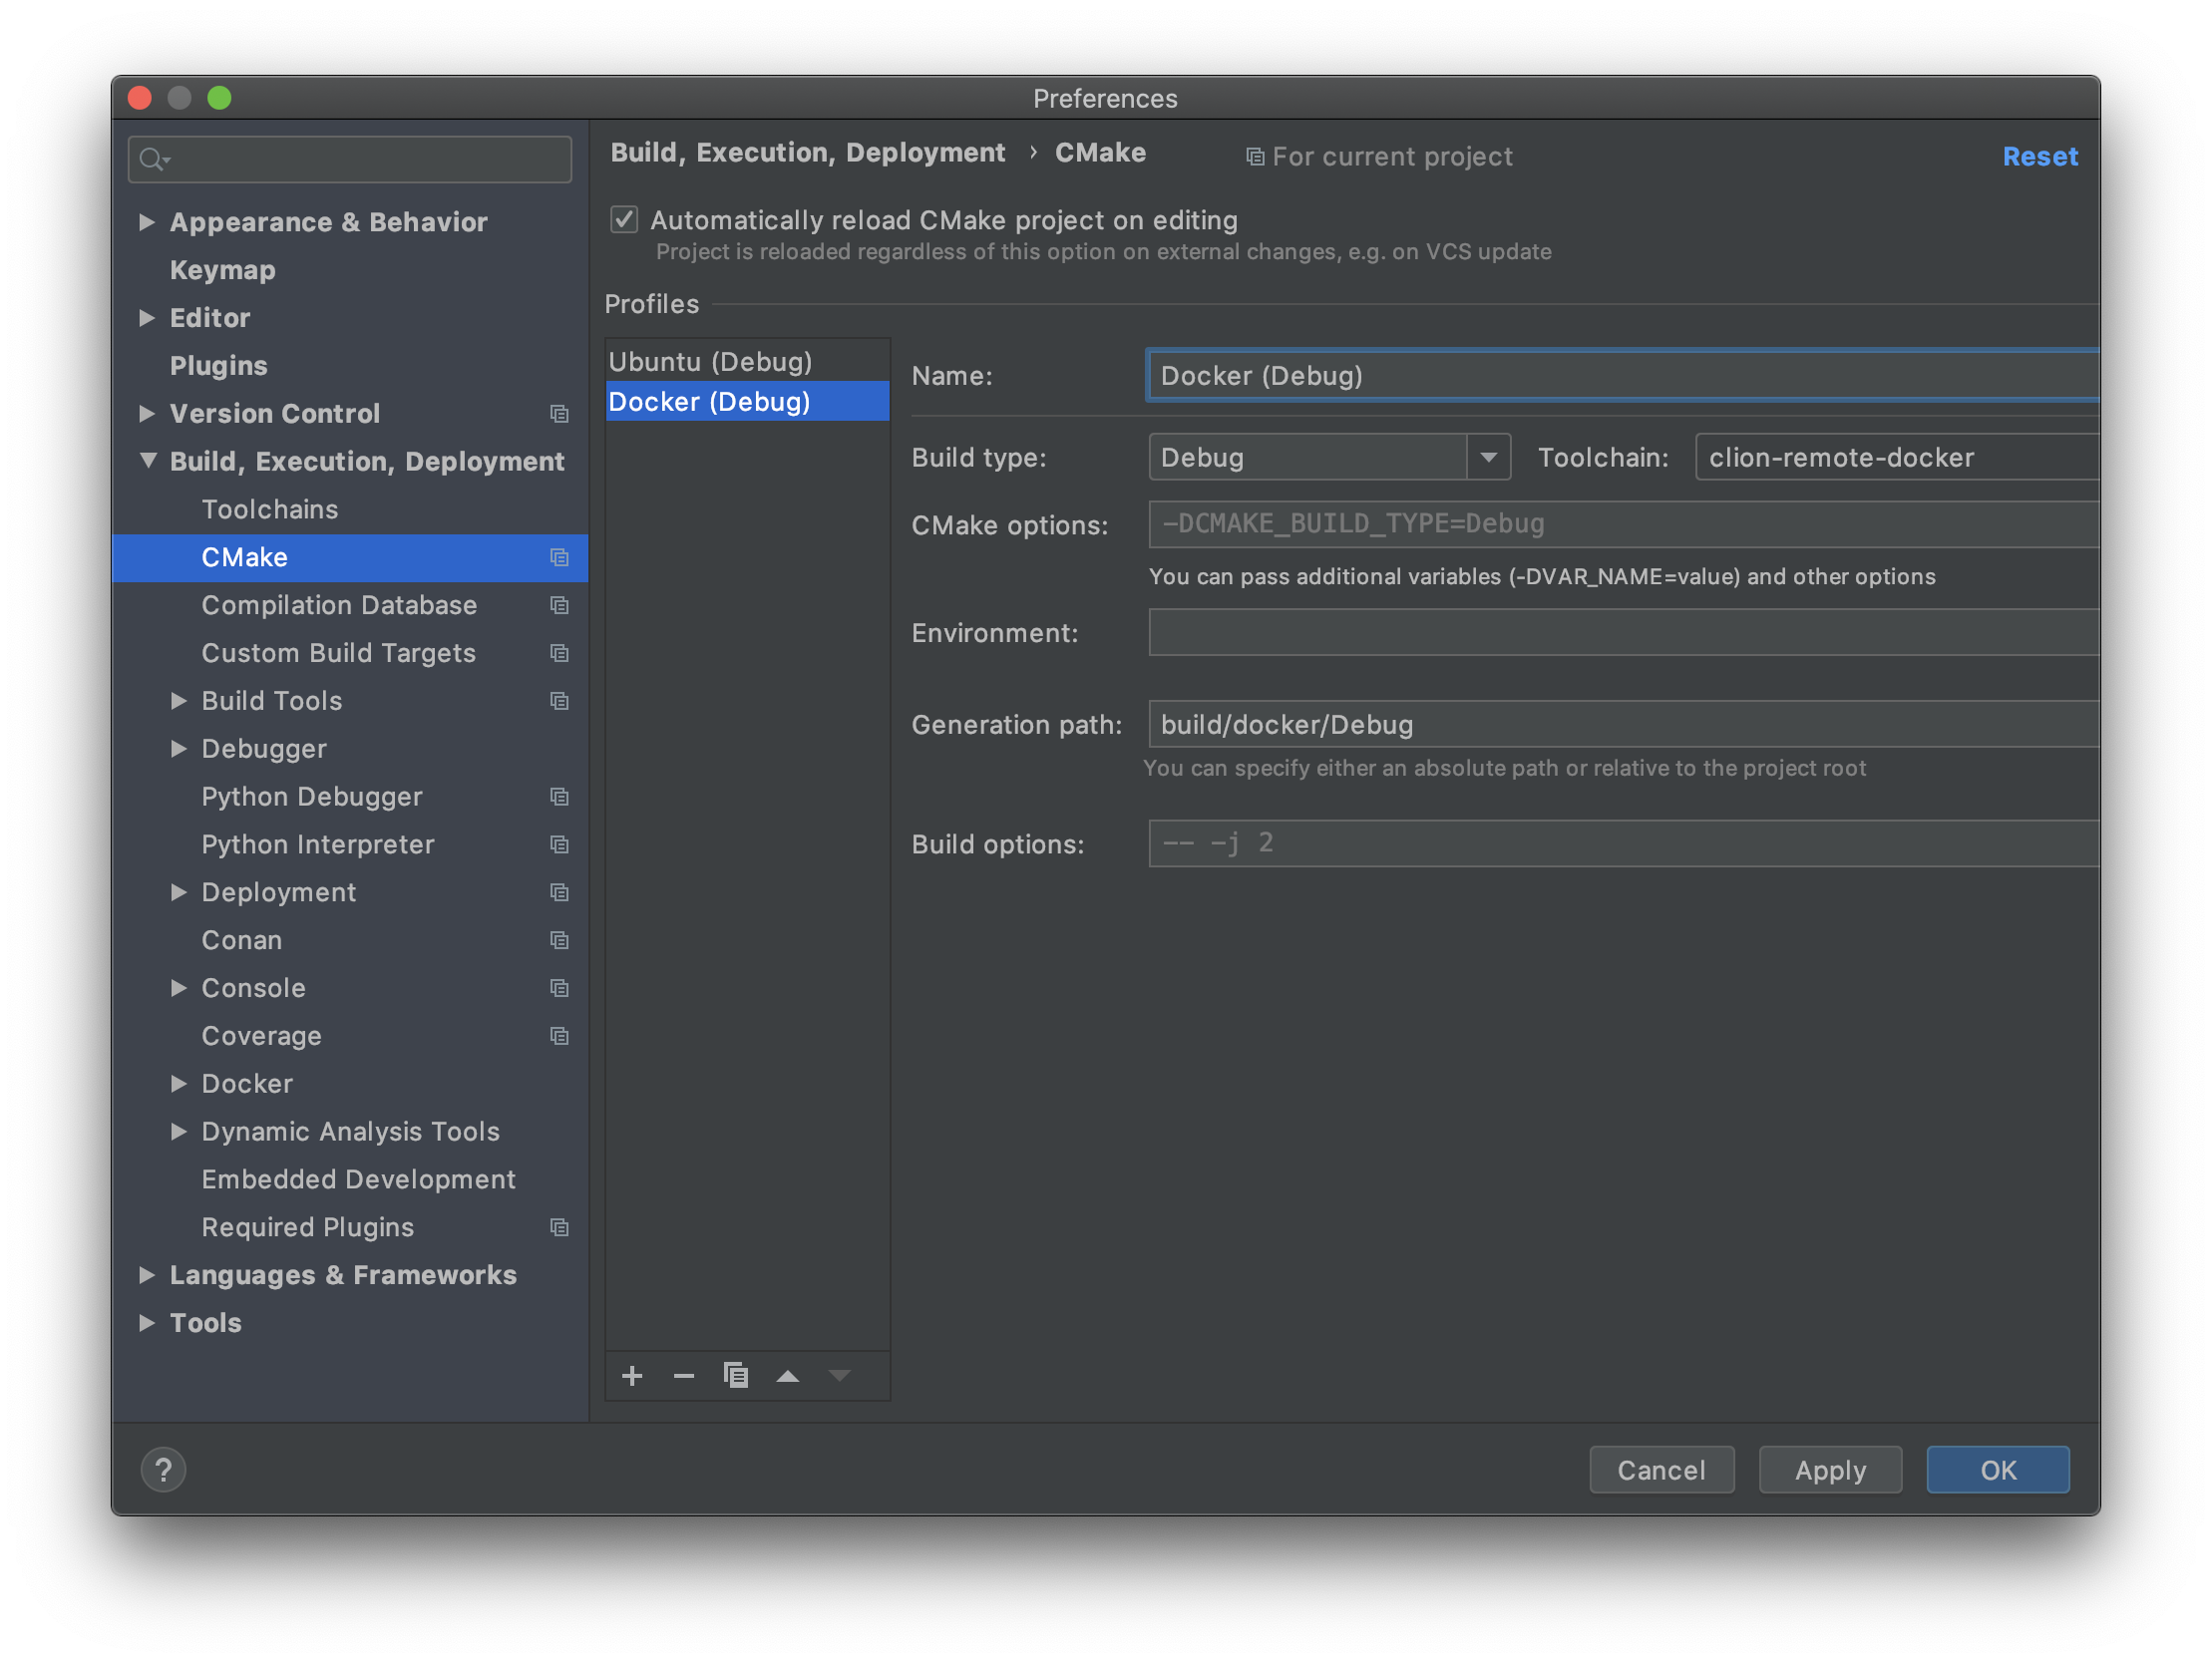 Preferences
Appearance & Behavior
Keymap
Editor
Plugins
Version Control
Build, Execution, Deployment
Toolchains
CMake
Compilation Database
Custom Build Targets
Build Tools
Debugger
Python Debugger
Python Interpreter
Deployment
Conan
Console
Coverage
Docker
Dynamic Analysis Tools
Embedded Development
Required Plugins
Languages & Frameworks
Tools
Build, Execution, Deployment › CMake For current project Reset
Automatically reload CMake project on editing
Project is reloaded regardless of this option on external changes, e.g. on VCS update
Profiles
Ubuntu (Debug)
Docker (Debug)
Name: Docker (Debug)
Build type: Debug Toolchain: clion-remote-docker
CMake options: -DCMAKE_BUILD_TYPE=Debug
You can pass additional variables (-DVAR_NAME=value) and other options
Environment:
Generation path: build/docker/Debug
You can specify either an absolute path or relative to the project root
Build options: -- -j 2
? Cancel Apply OK